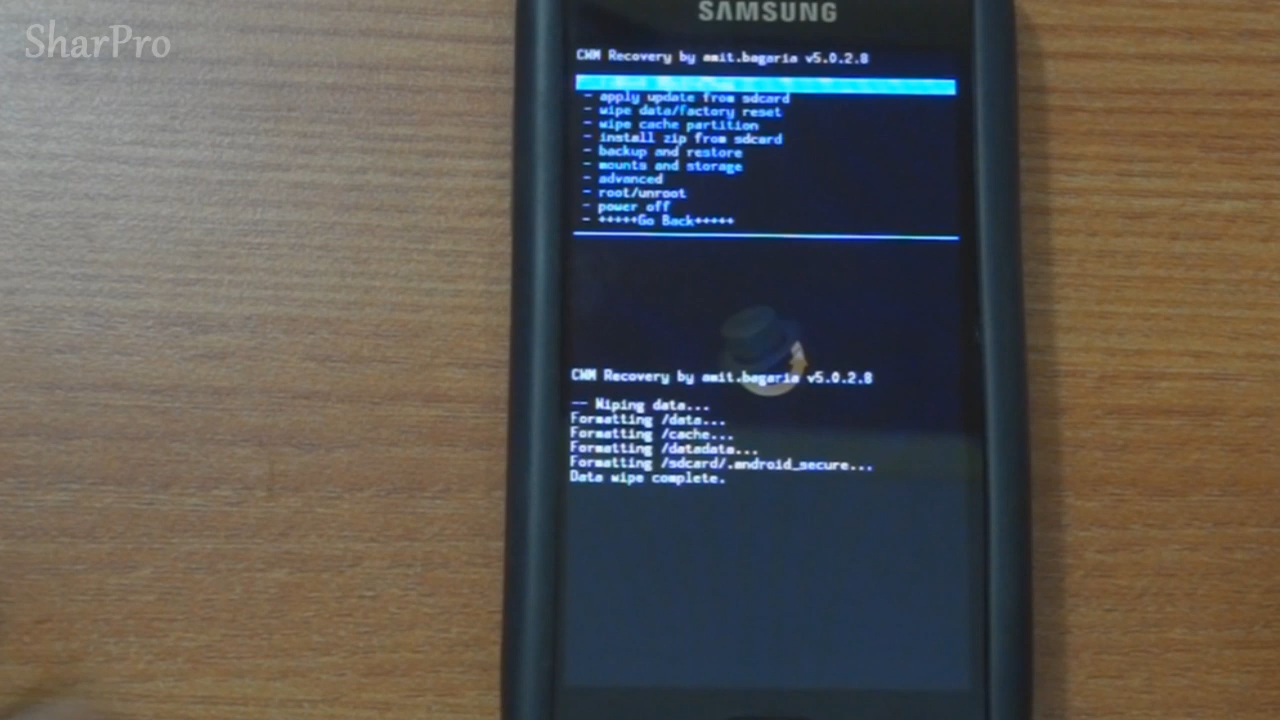 SharPro
SAMSUNG
CWM Recovery by amit.bagaria v5.0.2.8
- apply update from sdcard
- wipe data/factory reset
- wipe cache partition
- install zip from sdcard
- backup and restore
- mounts and storage
- advanced
- root/unroot
- power off
- +++++Go Back+++++
CWM Recovery by amit.bagaria v5.0.2.8
-- Wiping data...
Formatting /data...
Formatting /cache...
Formatting /datadata...
Formatting /sdcard/.android_secure...
Data wipe complete.